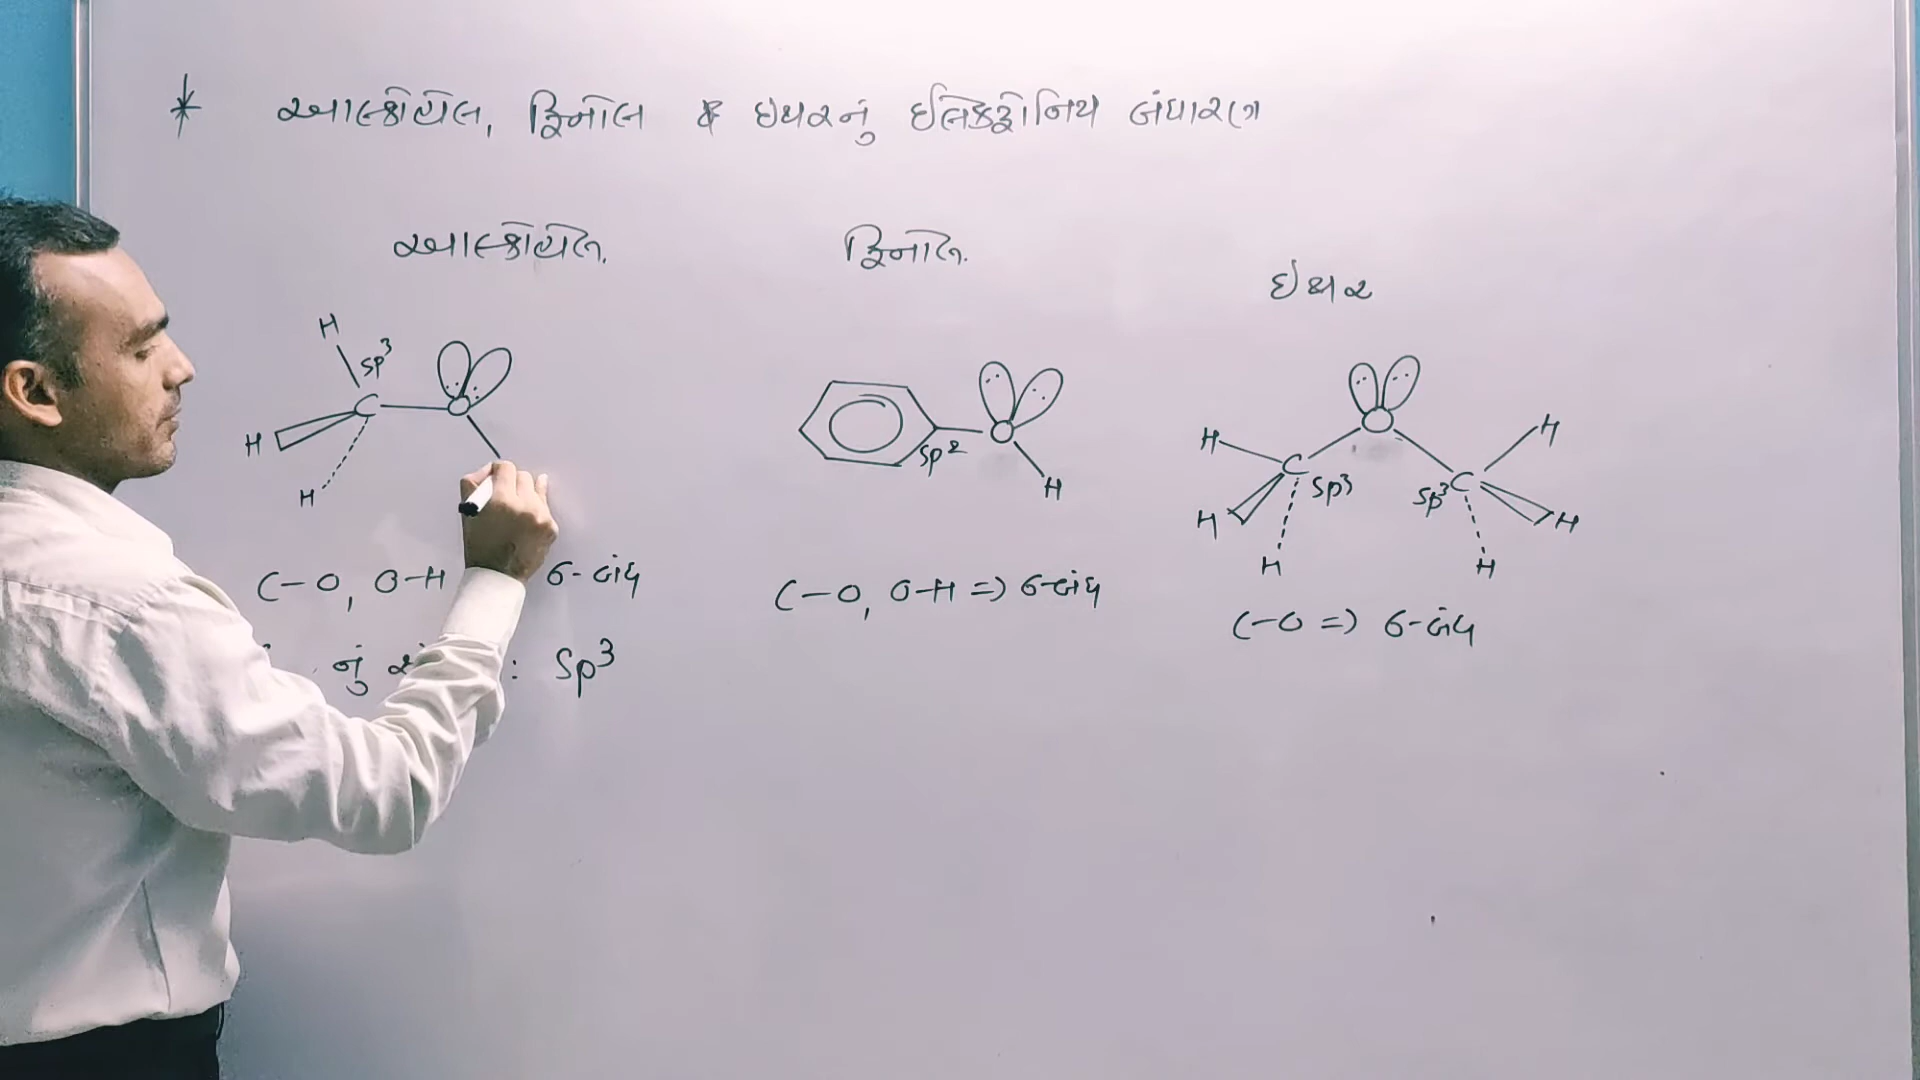 * આલ્કોહોલ, ફિનોલ & ઇથરનું ઇલેક્ટ્રોનિય બંધારણ
આલ્કોહોલ.
ફિનોલ.
ઇથર
H
sp³
C O
H
H
sp²
O
H
O
H C sp³
sp³ C H
H
H
H
H
C-O, O-H σ-બંધ
C-O, O-H => σ-બંધ
C-O => σ-બંધ
નું : sp³